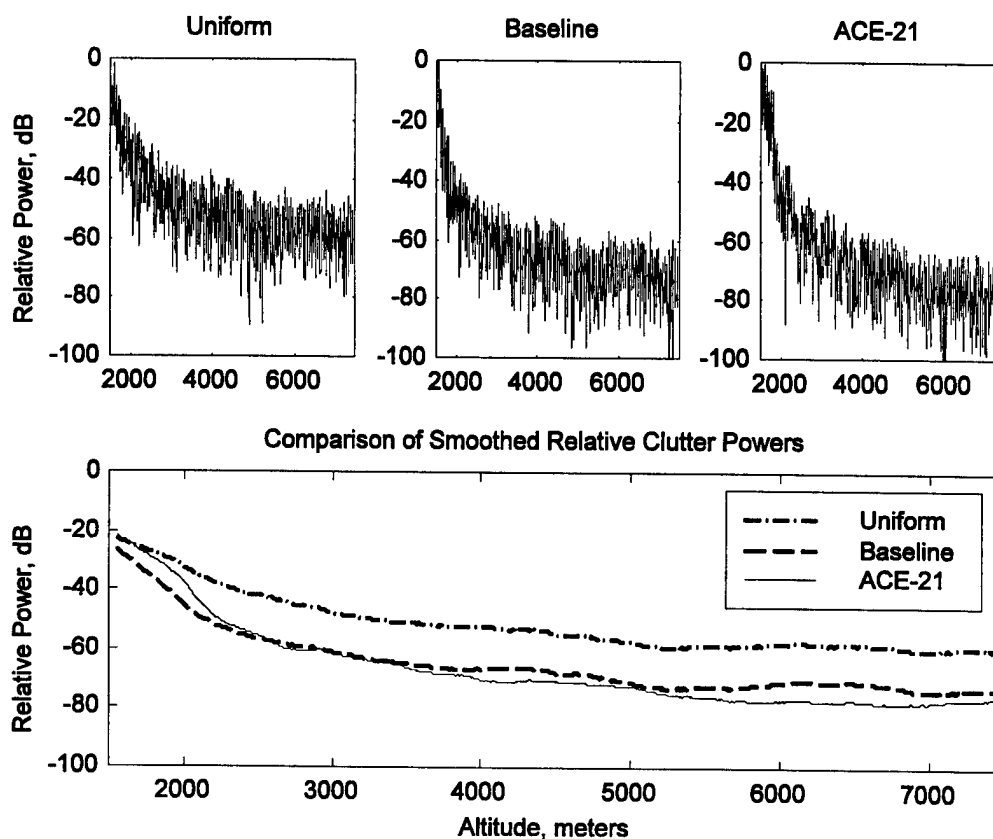 Uniform
Baseline
ACE-21
Relative Power, dB
0
-20
-40
-60
-80
-100
2000 4000 6000
0
-20
-40
-60
-80
-100
2000 4000 6000
0
-20
-40
-60
-80
-100
2000 4000 6000
Comparison of Smoothed Relative Clutter Powers
Relative Power, dB
0
-20
-40
-60
-80
-100
Uniform
Baseline
ACE-21
2000 3000 4000 5000 6000 7000
Altitude, meters